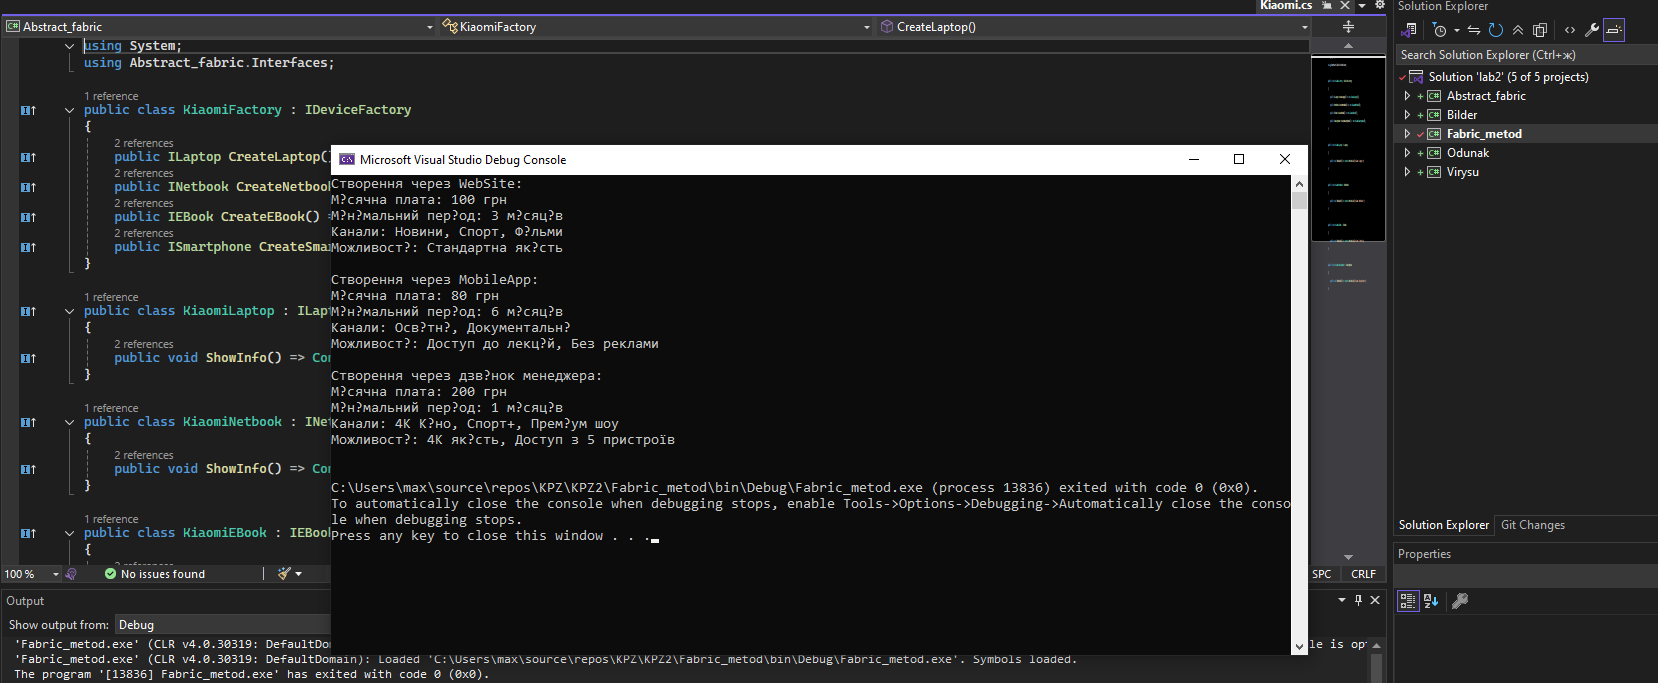 Kiaomi.cs
Solution Explorer
Abstract_fabric
KiaomiFactory
CreateLaptop()
Search Solution Explorer (Ctrl+ж)
Solution 'lab2' (5 of 5 projects)
Abstract_fabric
Bilder
Fabric_metod
Odunak
Virysu
using System;
using Abstract_fabric.Interfaces;
1 reference
public class KiaomiFactory : IDeviceFactory
{
2 references
public ILaptop CreateLaptop()
2 references
public INetbook CreateNetbook
2 references
public IEBook CreateEBook() =
2 references
public ISmartphone CreateSma
}
1 reference
public class KiaomiLaptop : ILap
{
2 references
public void ShowInfo() => Con
}
1 reference
public class KiaomiNetbook : INe
{
2 references
public void ShowInfo() => Con
}
1 reference
public class KiaomiEBook : IEBoo
{
Microsoft Visual Studio Debug Console
Створення через WebSite:
М?сячна плата: 100 грн
М?н?мальний пер?од: 3 м?сяц?в
Канали: Новини, Спорт, Ф?льми
Можливост?: Стандартна як?сть
Створення через MobileApp:
М?сячна плата: 80 грн
М?н?мальний пер?од: 6 м?сяц?в
Канали: Осв?тн?, Документальн?
Можливост?: Доступ до лекц?й, Без реклами
Створення через дзв?нок менеджера:
М?сячна плата: 200 грн
М?н?мальний пер?од: 1 м?сяц?в
Канали: 4К К?но, Спорт+, Прем?ум шоу
Можливост?: 4К як?сть, Доступ з 5 пристроїв
C:\Users\max\source\repos\KPZ\KPZ2\Fabric_metod\bin\Debug\Fabric_metod.exe (process 13836) exited with code 0 (0x0).
To automatically close the console when debugging stops, enable Tools->Options->Debugging->Automatically close the conso
le when debugging stops.
Press any key to close this window . . .
100 %
No issues found
SPC
CRLF
Solution Explorer
Git Changes
Properties
Output
Show output from:
Debug
'Fabric_metod.exe' (CLR v4.0.30319: DefaultDo
le is op
'Fabric_metod.exe' (CLR v4.0.30319: DefaultDomain): Loaded 'C:\Users\max\source\repos\KPZ\KPZ2\Fabric_metod\bin\Debug\Fabric_metod.exe'. Symbols loaded.
The program '[13836] Fabric_metod.exe' has exited with code 0 (0x0).